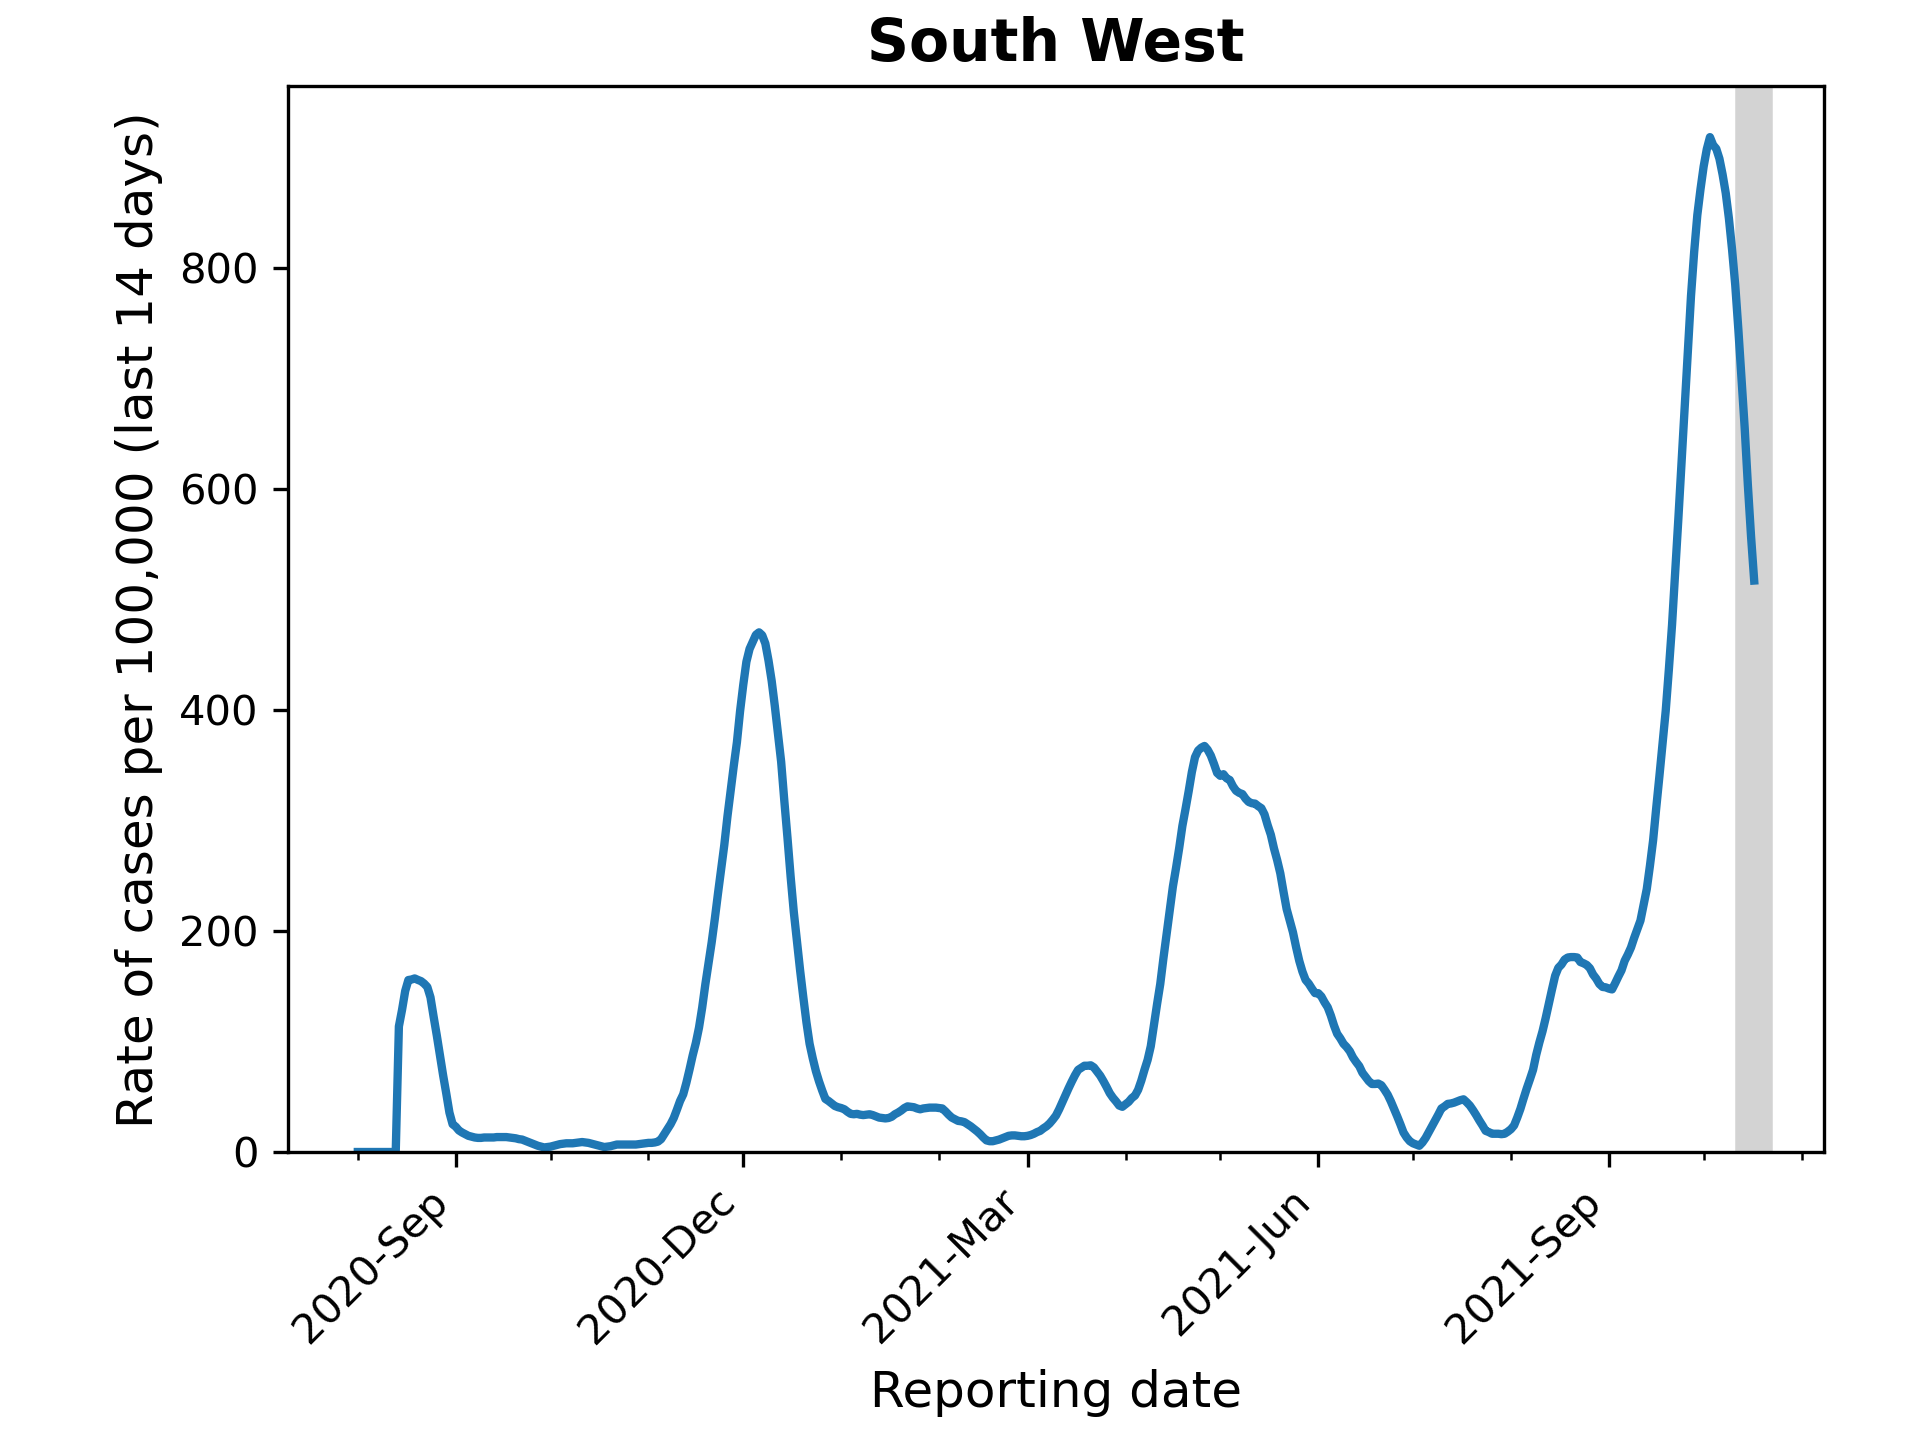 South West
Rate of cases per 100,000 (last 14 days)
800
600
400
200
0
2020-Sep
2020-Dec
2021-Mar
2021-Jun
2021-Sep
Reporting date